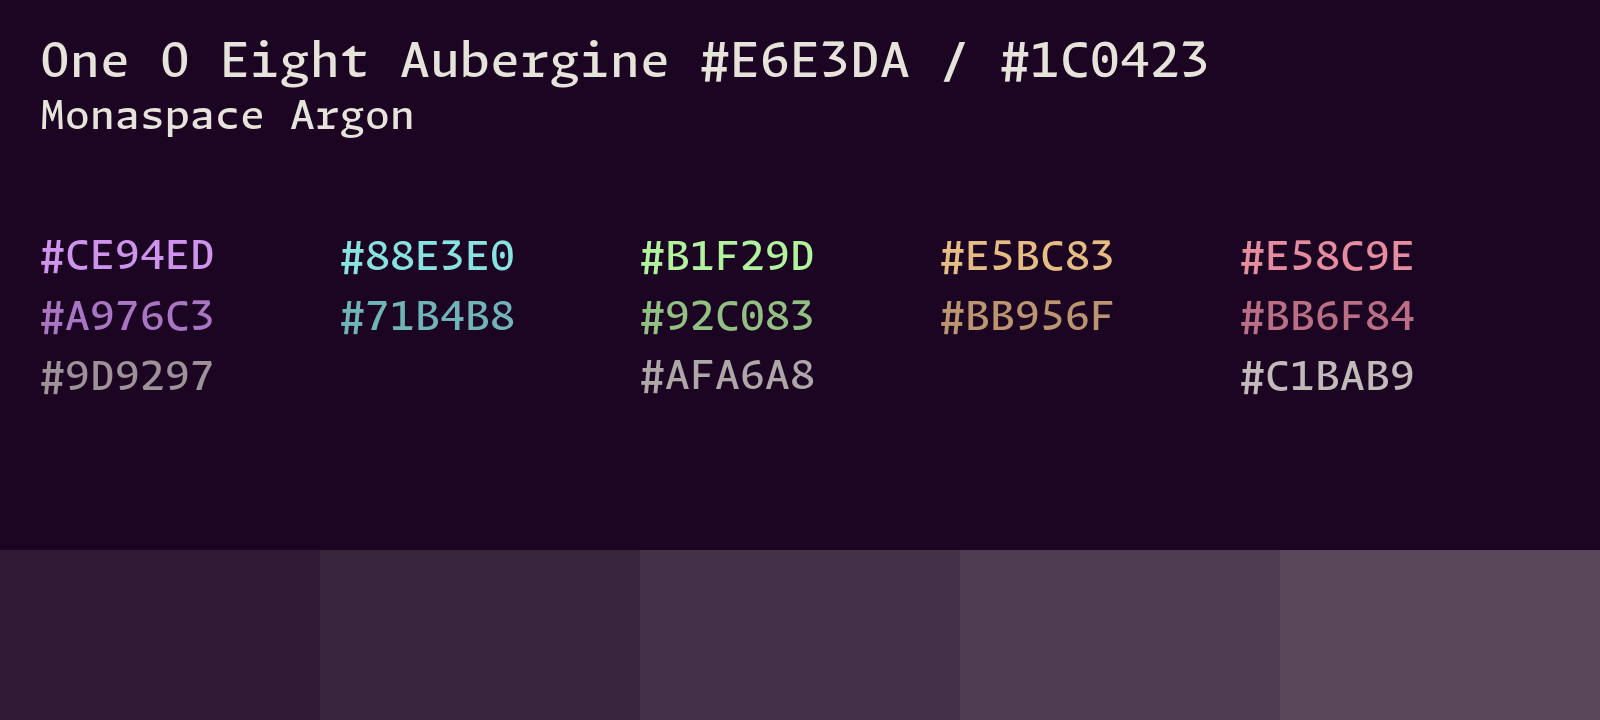 One O Eight Aubergine #E6E3DA / #1C0423
Monaspace Argon
#CE94ED #88E3E0 #B1F29D #E5BC83 #E58C9E
#A976C3 #71B4B8 #92C083 #BB956F #BB6F84
#9D9297 #AFA6A8 #C1BAB9